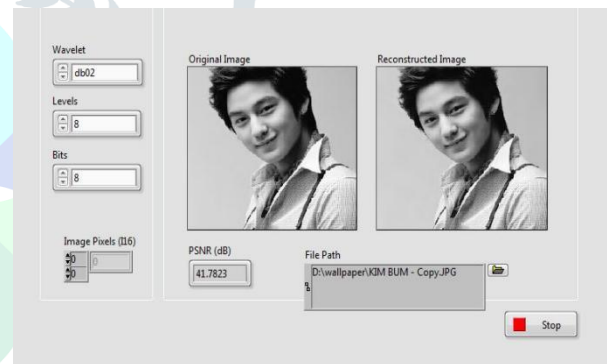 Wavelet
db02
Levels
8
Bits
8
Image Pixels (I16)
0
0
0
Original Image
Reconstructed Image
PSNR (dB)
41.7823
File Path
D:\wallpaper\KIM BUM - Copy.JPG
Stop